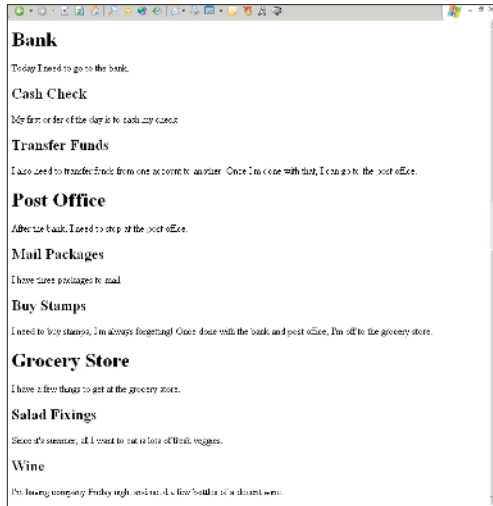 Bank
Today I need to go to the bank.
Cash Check
My first order of the day is to cash my check
Transfer Funds
I also need to transfer funds from one account to another. Once I'm done with that, I can go to the post office.
Post Office
After the bank, I need to stop at the post office.
Mail Packages
I have three packages to mail
Buy Stamps
I need to buy stamps, I'm always forgetting! Once done with the bank and post office, I'm off to the grocery store.
Grocery Store
I have a few things to get at the grocery store.
Salad Fixings
Since it's summer, all I want to eat is lots of fresh veggies.
Wine
I'm having company Friday night and need a few bottles of a decent wine.